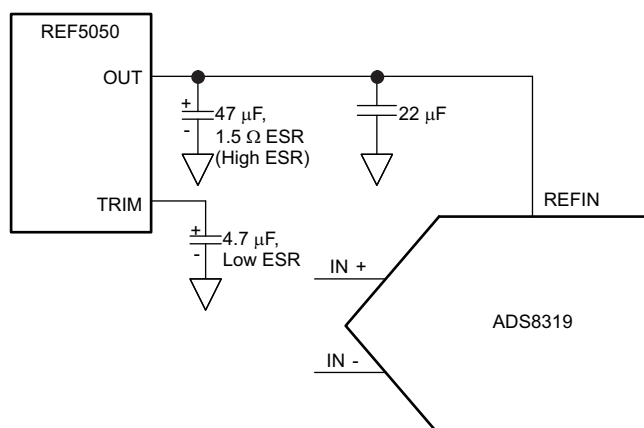 REF5050
OUT
+
-
47 μF,
1.5 Ω ESR
(High ESR)
22 μF
TRIM
+
-
4.7 μF,
Low ESR
REFIN
IN +
ADS8319
IN -